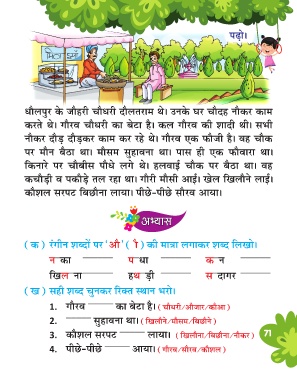 पढ़ो।
धौलपुर के जौहरी चौधरी दौलतराम थे। उनके घर चौदह नौकर काम
करते थे। गौरव चौधरी का बेटा है। कल गौरव की शादी थी। सभी
नौकर दौड़ दौड़कर काम कर रहे थे। गौरव एक फौजी है। वह चौक
पर मौन बैठा था। मौसम सुहावना था। पास ही एक फौवारा था।
किनारे पर चौबीस पौधे लगे थे। हलवाई चौक पर बैठा था। वह
कचौड़ी व पकौड़े तल रहा था। गौरी मौसी आई। खेल खिलौने लाई।
कौशल सरपट बिछौना लाया। पीछे-पीछे सौरव आया।
अभ्यास
( क ) रंगीन शब्दों पर 'औ' ( ौ ) की मात्रा लगाकर शब्द लिखो।
न का ______ प धा ______ क न ______
खिल ना ______ हथ ड़ी ______ स दागर ______
( ख ) सही शब्द चुनकर रिक्त स्थान भरो।
1. गौरव ______ का बेटा है। ( चौधरी/औजार/कौआ )
2. ______ सुहावना था। ( खिलौने/मौसम/बिछौने )
3. कौशल सरपट ______ लाया। ( खिलौना/बिछौना/नौकर )
4. पीछे-पीछे ______ आया। ( गौरव/सौरव/कौशल )
71